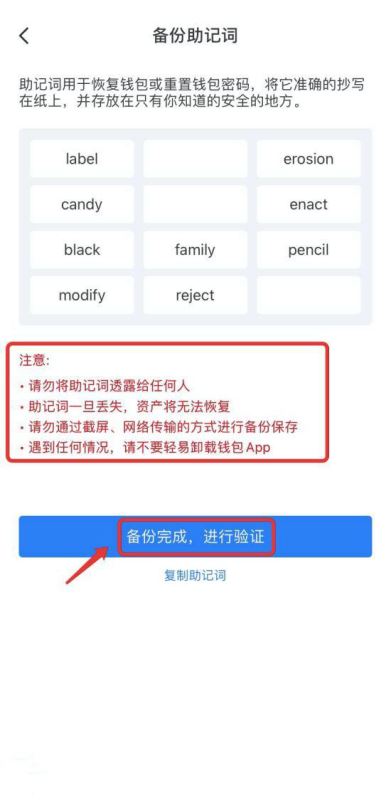 备份助记词
助记词用于恢复钱包或重置钱包密码，将它准确的抄写
在纸上，并存放在只有你知道的安全的地方。
label erosion
candy enact
black family pencil
modify reject
注意:
• 请勿将助记词透露给任何人
• 助记词一旦丢失，资产将无法恢复
• 请勿通过截屏、网络传输的方式进行备份保存
• 遇到任何情况，请不要轻易卸载钱包App
备份完成，进行验证
复制助记词